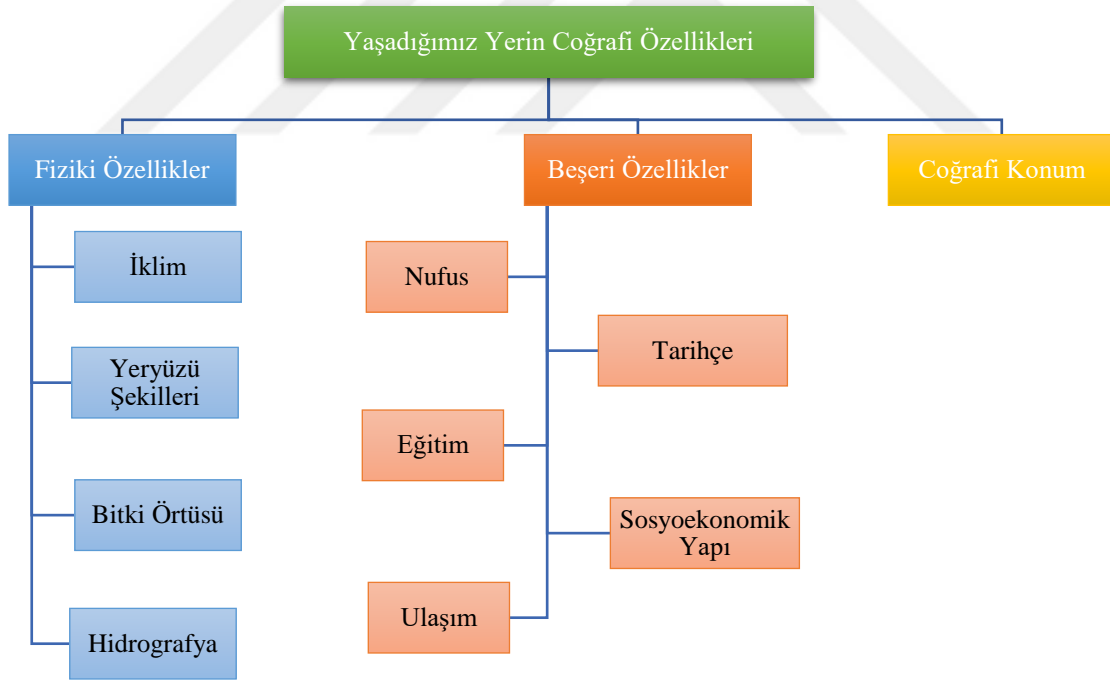 Yaşadığımız Yerin Coğrafi Özellikleri
Fiziki Özellikler
Beşeri Özellikler
Coğrafi Konum
İklim
Yeryüzü
Şekilleri
Bitki Örtüsü
Hidrografya
Nufus
Tarihçe
Eğitim
Sosyoekonomik
Yapı
Ulaşım